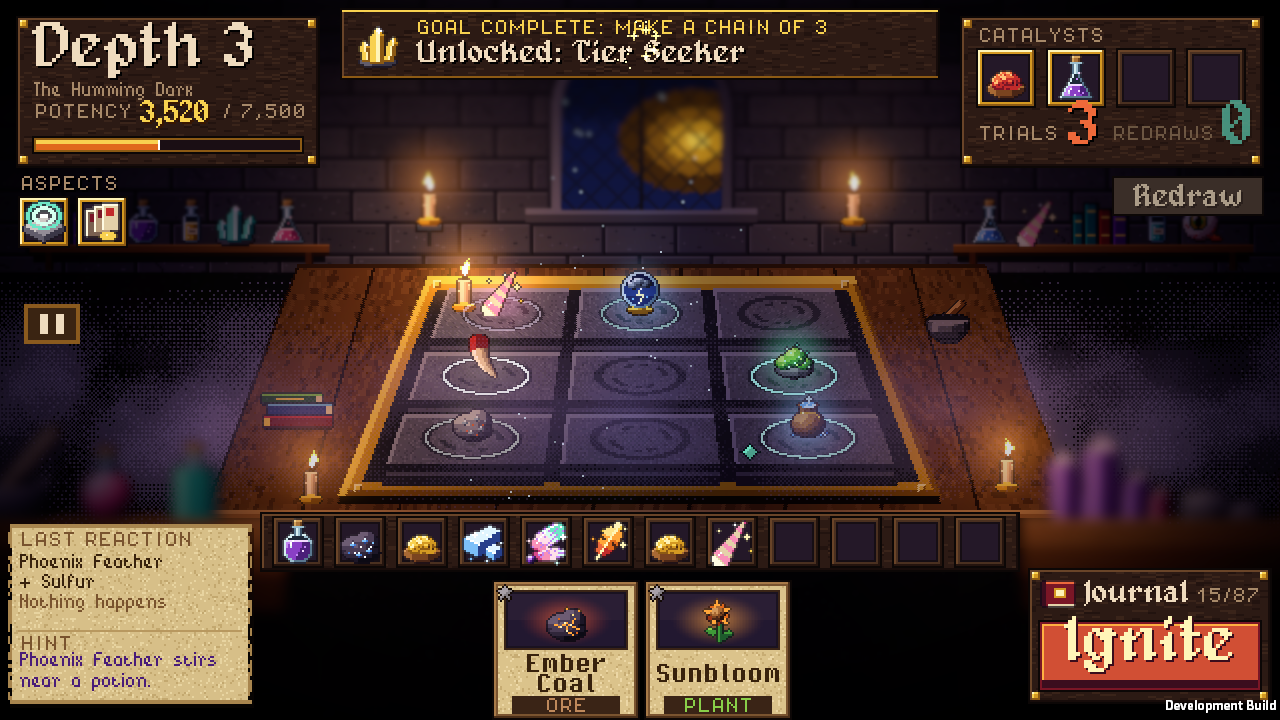 Depth 3
The Humming Dark
POTENCY 3,520 / 7,500
ASPECTS
GOAL COMPLETE: MAKE A CHAIN OF 3
Unlocked: Tier Seeker
CATALYSTS
TRIALS 3 REDRAWS 0
Redraw
LAST REACTION
Phoenix Feather
+ Sulfur
Nothing happens
HINT
Phoenix Feather stirs
near a potion.
Ember
Coal
ORE
Sunbloom
PLANT
Journal 15/87
Ignite
Development Build